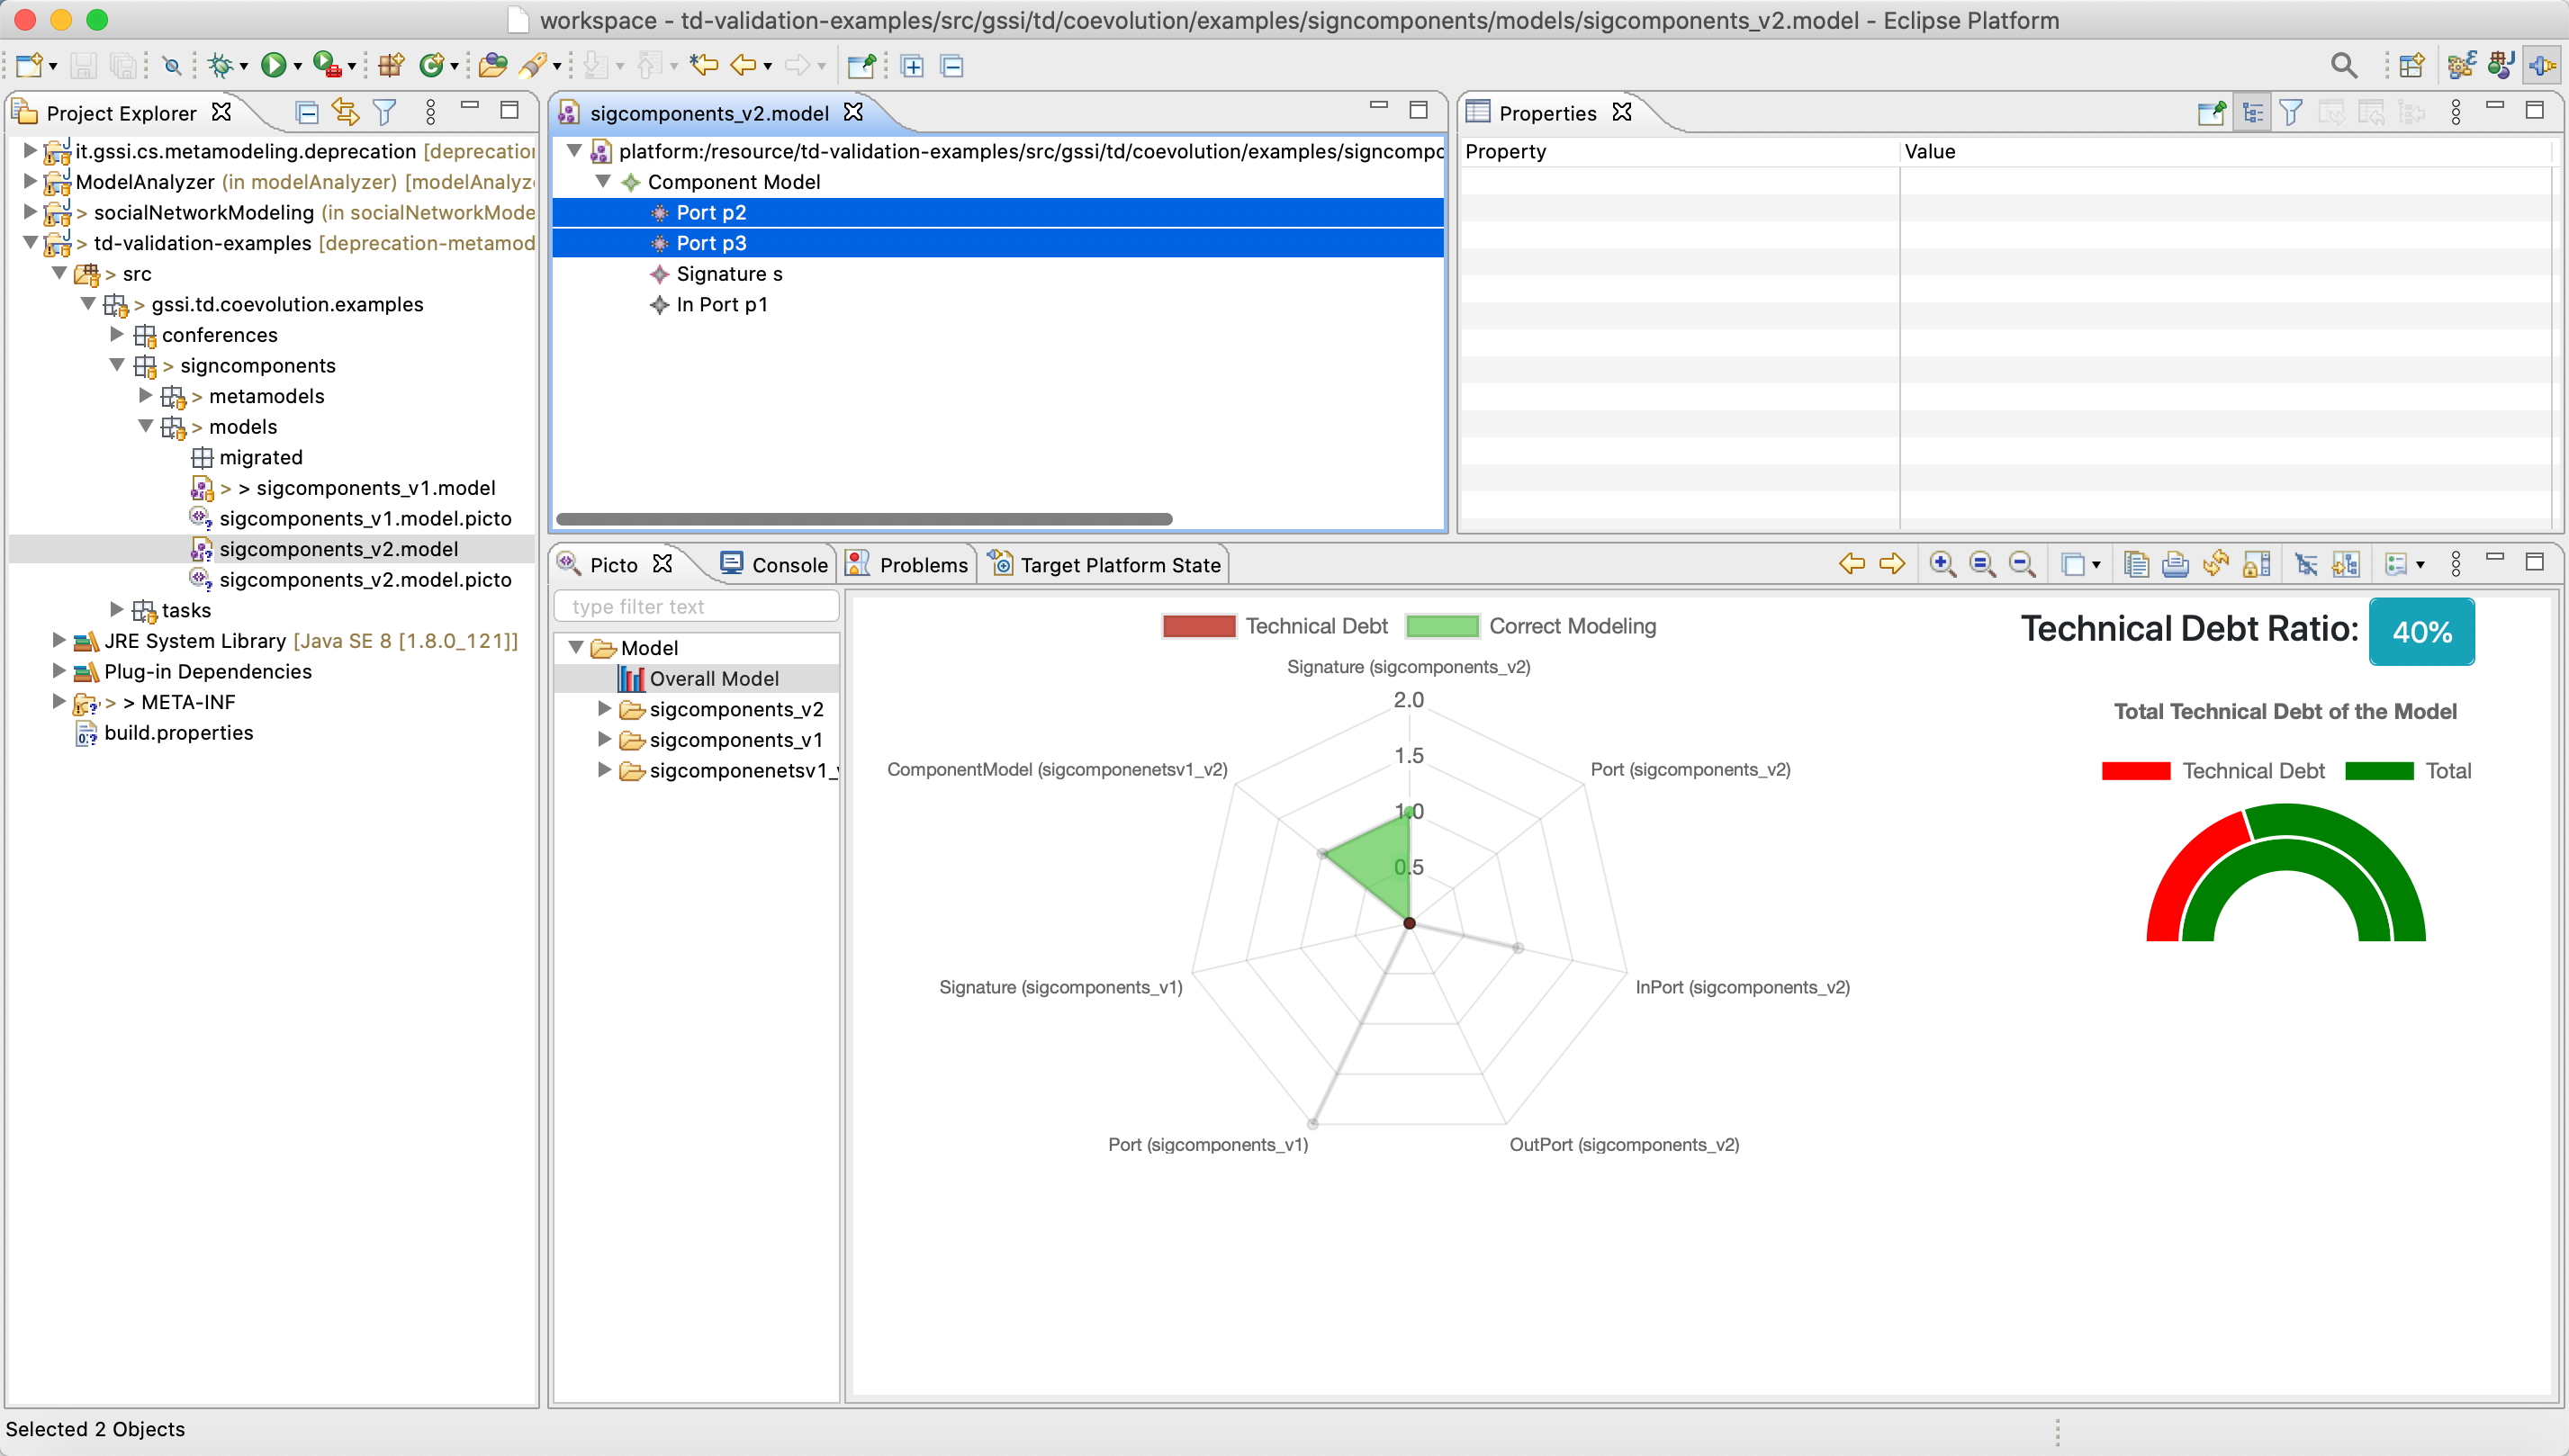 workspace - td-validation-examples/src/gssi/td/coevolution/examples/signcomponents/models/sigcomponents_v2.model - Eclipse Platform
Project Explorer
it.gssi.cs.metamodeling.deprecation [deprecation
ModelAnalyzer (in modelAnalyzer) [modelAnalyz
> socialNetworkModeling (in socialNetworkMode
> td-validation-examples [deprecation-metamod
> src
> gssi.td.coevolution.examples
conferences
> signcomponents
> metamodels
> models
migrated
> > sigcomponents_v1.model
sigcomponents_v1.model.picto
sigcomponents_v2.model
sigcomponents_v2.model.picto
tasks
JRE System Library [Java SE 8 [1.8.0_121]]
Plug-in Dependencies
> > META-INF
build.properties
sigcomponents_v2.model
platform:/resource/td-validation-examples/src/gssi/td/coevolution/examples/signcompo
Component Model
Port p2
Port p3
Signature s
In Port p1
Properties
Property Value
Picto Console Problems Target Platform State
type filter text
Model
Overall Model
sigcomponents_v2
sigcomponents_v1
sigcomponenetsv1_v
Technical Debt Correct Modeling
Signature (sigcomponents_v2)
2.0
1.5
1.0
0.5
Port (sigcomponents_v2)
InPort (sigcomponents_v2)
OutPort (sigcomponents_v2)
Port (sigcomponents_v1)
Signature (sigcomponents_v1)
ComponentModel (sigcomponenetsv1_v2)
Technical Debt Ratio: 40%
Total Technical Debt of the Model
Technical Debt Total
Selected 2 Objects